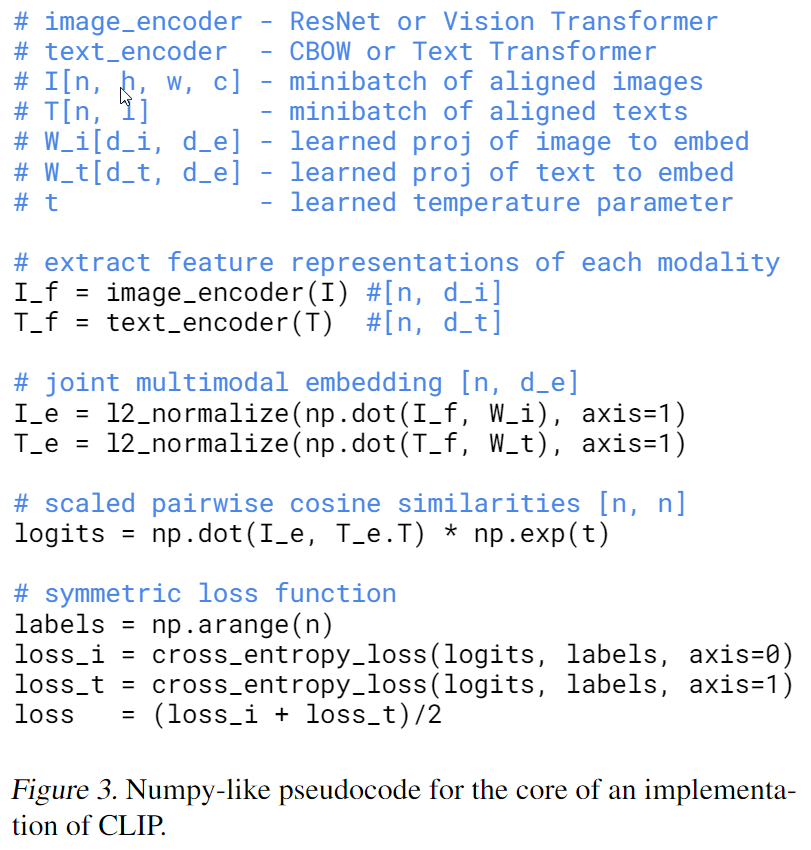 # image_encoder - ResNet or Vision Transformer
# text_encoder  - CBOW or Text Transformer
# I[n, h, w, c] - minibatch of aligned images
# T[n, l]       - minibatch of aligned texts
# W_i[d_i, d_e] - learned proj of image to embed
# W_t[d_t, d_e] - learned proj of text to embed
# t             - learned temperature parameter

# extract feature representations of each modality
I_f = image_encoder(I) #[n, d_i]
T_f = text_encoder(T)  #[n, d_t]

# joint multimodal embedding [n, d_e]
I_e = l2_normalize(np.dot(I_f, W_i), axis=1)
T_e = l2_normalize(np.dot(T_f, W_t), axis=1)

# scaled pairwise cosine similarities [n, n]
logits = np.dot(I_e, T_e.T) * np.exp(t)

# symmetric loss function
labels = np.arange(n)
loss_i = cross_entropy_loss(logits, labels, axis=0)
loss_t = cross_entropy_loss(logits, labels, axis=1)
loss   = (loss_i + loss_t)/2

Figure 3. Numpy-like pseudocode for the core of an implementa-
tion of CLIP.